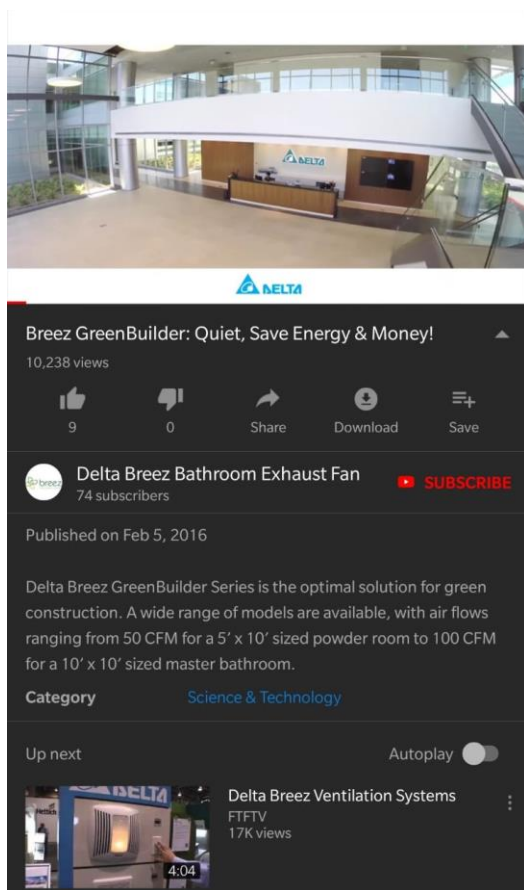 DELTA
DELTA
Breez GreenBuilder: Quiet, Save Energy & Money!
10,238 views
9 0 Share Download Save
breez
Delta Breez Bathroom Exhaust Fan
SUBSCRIBE
74 subscribers
Published on Feb 5, 2016
Delta Breez GreenBuilder Series is the optimal solution for green
construction. A wide range of models are available, with air flows
ranging from 50 CFM for a 5′ x 10′ sized powder room to 100 CFM
for a 10′ x 10′ sized master bathroom.
Category Science & Technology
Up next Autoplay
DELTA
4:04
Delta Breez Ventilation Systems
FTFTV
17K views